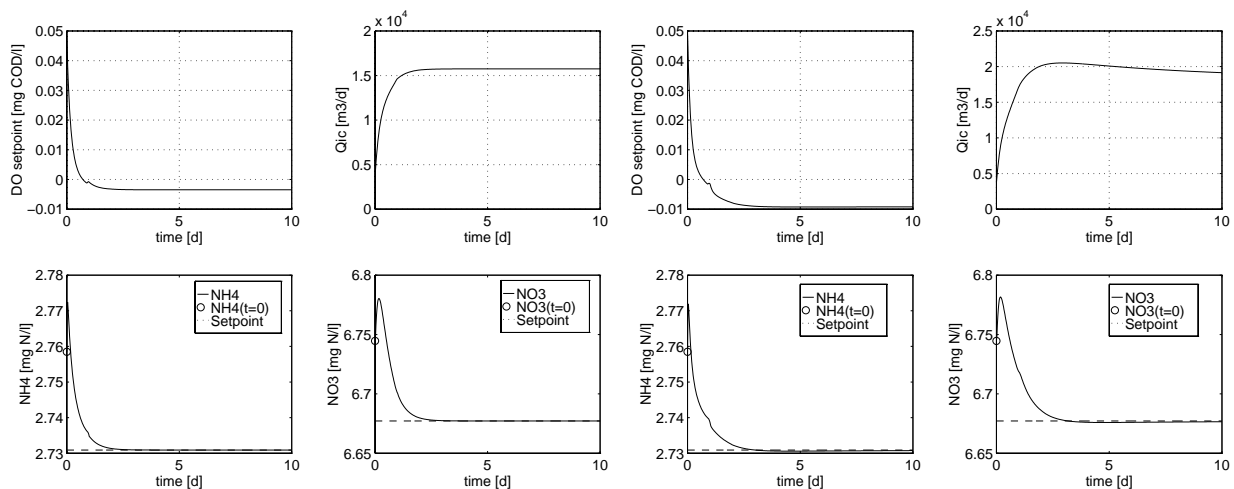 0.05
0.04
0.03
0.02
0.01
0
−0.01
DO setpoint [mg COD/l]
0 5 10
time [d]
x 10⁴
2
1.5
1
0.5
0
Qic [m3/d]
0 5 10
time [d]
0.05
0.04
0.03
0.02
0.01
0
−0.01
DO setpoint [mg COD/l]
0 5 10
time [d]
x 10⁴
2.5
2
1.5
1
0.5
0
Qic [m3/d]
0 5 10
time [d]
2.78
2.77
2.76
2.75
2.74
2.73
NH4 [mg N/l]
NH4
NH4(t=0)
Setpoint
0 5 10
time [d]
6.8
6.75
6.7
6.65
NO3 [mg N/l]
NO3
NO3(t=0)
Setpoint
0 5 10
time [d]
2.78
2.77
2.76
2.75
2.74
2.73
NH4 [mg N/l]
NH4
NH4(t=0)
Setpoint
0 5 10
time [d]
6.8
6.75
6.7
6.65
NO3 [mg N/l]
NO3
NO3(t=0)
Setpoint
0 5 10
time [d]